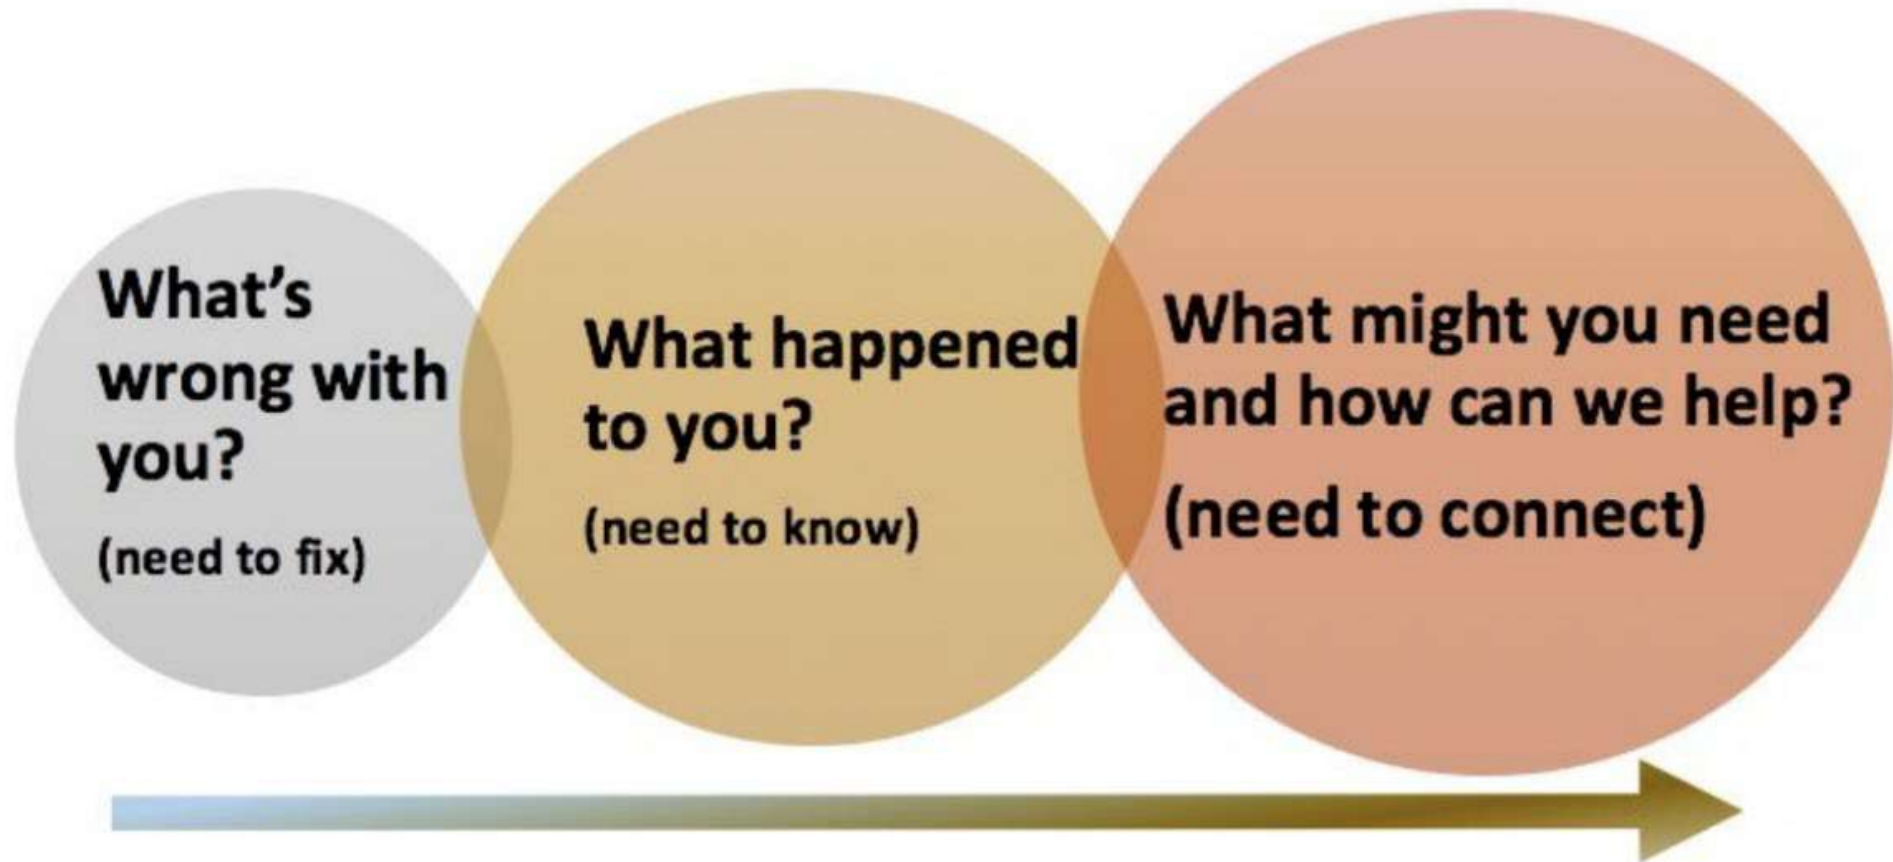 What's
wrong with
you?
(need to fix)
What happened
to you?
(need to know)
What might you need
and how can we help?
(need to connect)